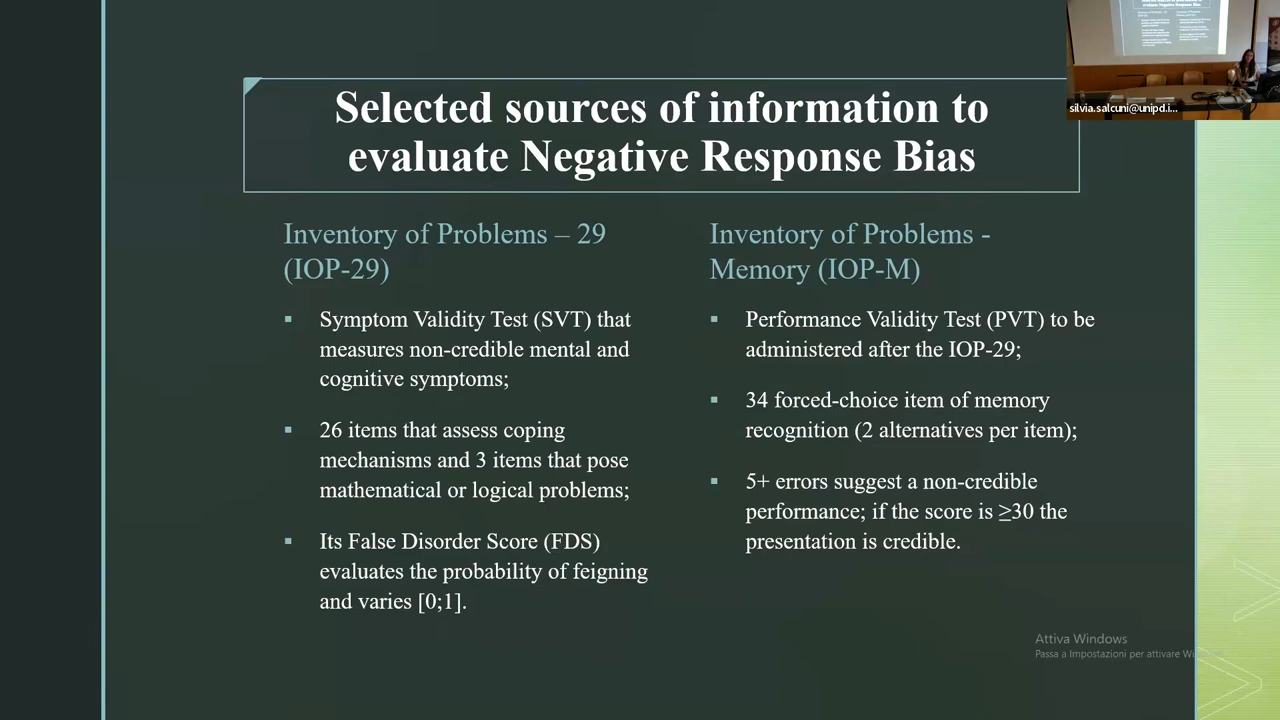 Selected sources of information to
evaluate Negative Response Bias
Inventory of Problems – 29
(IOP-29)
▪ Symptom Validity Test (SVT) that
measures non-credible mental and
cognitive symptoms;
▪ 26 items that assess coping
mechanisms and 3 items that pose
mathematical or logical problems;
▪ Its False Disorder Score (FDS)
evaluates the probability of feigning
and varies [0;1].
Inventory of Problems -
Memory (IOP-M)
▪ Performance Validity Test (PVT) to be
administered after the IOP-29;
▪ 34 forced-choice item of memory
recognition (2 alternatives per item);
▪ 5+ errors suggest a non-credible
performance; if the score is ≥30 the
presentation is credible.
silvia.salcuni@unipd.i...
Attiva Windows
Passa a Impostazioni per attivare